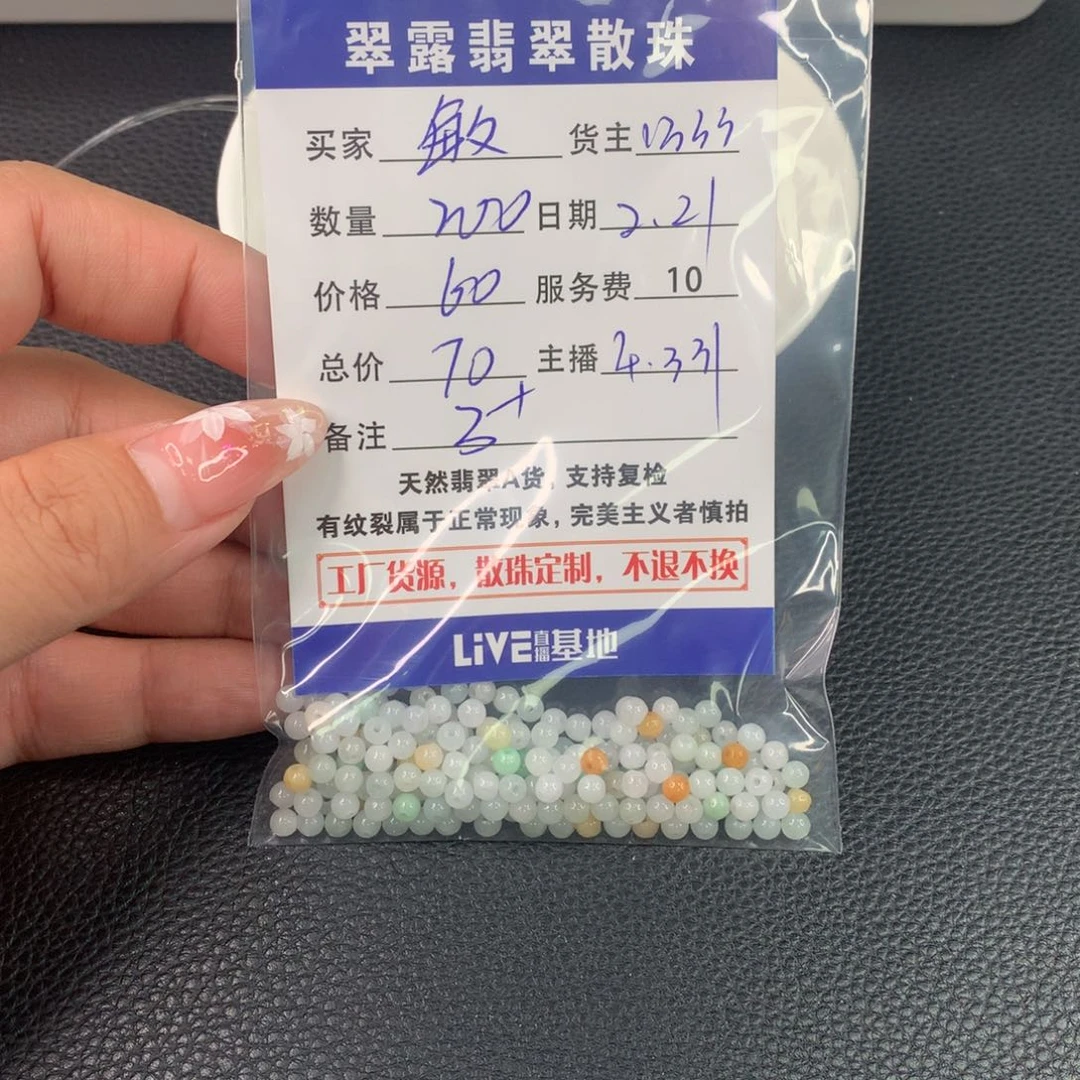 翠露翡翠散珠
买家 敏 货主
数量 200 日期 2.21
价格 60 服务费 10
总价 70 主播 4.331
备注 3+
天然翡翠A货，支持复检
有纹裂属于正常现象，完美主义者慎拍
工厂货源，散珠定制，不退不换
LiVE直播基地